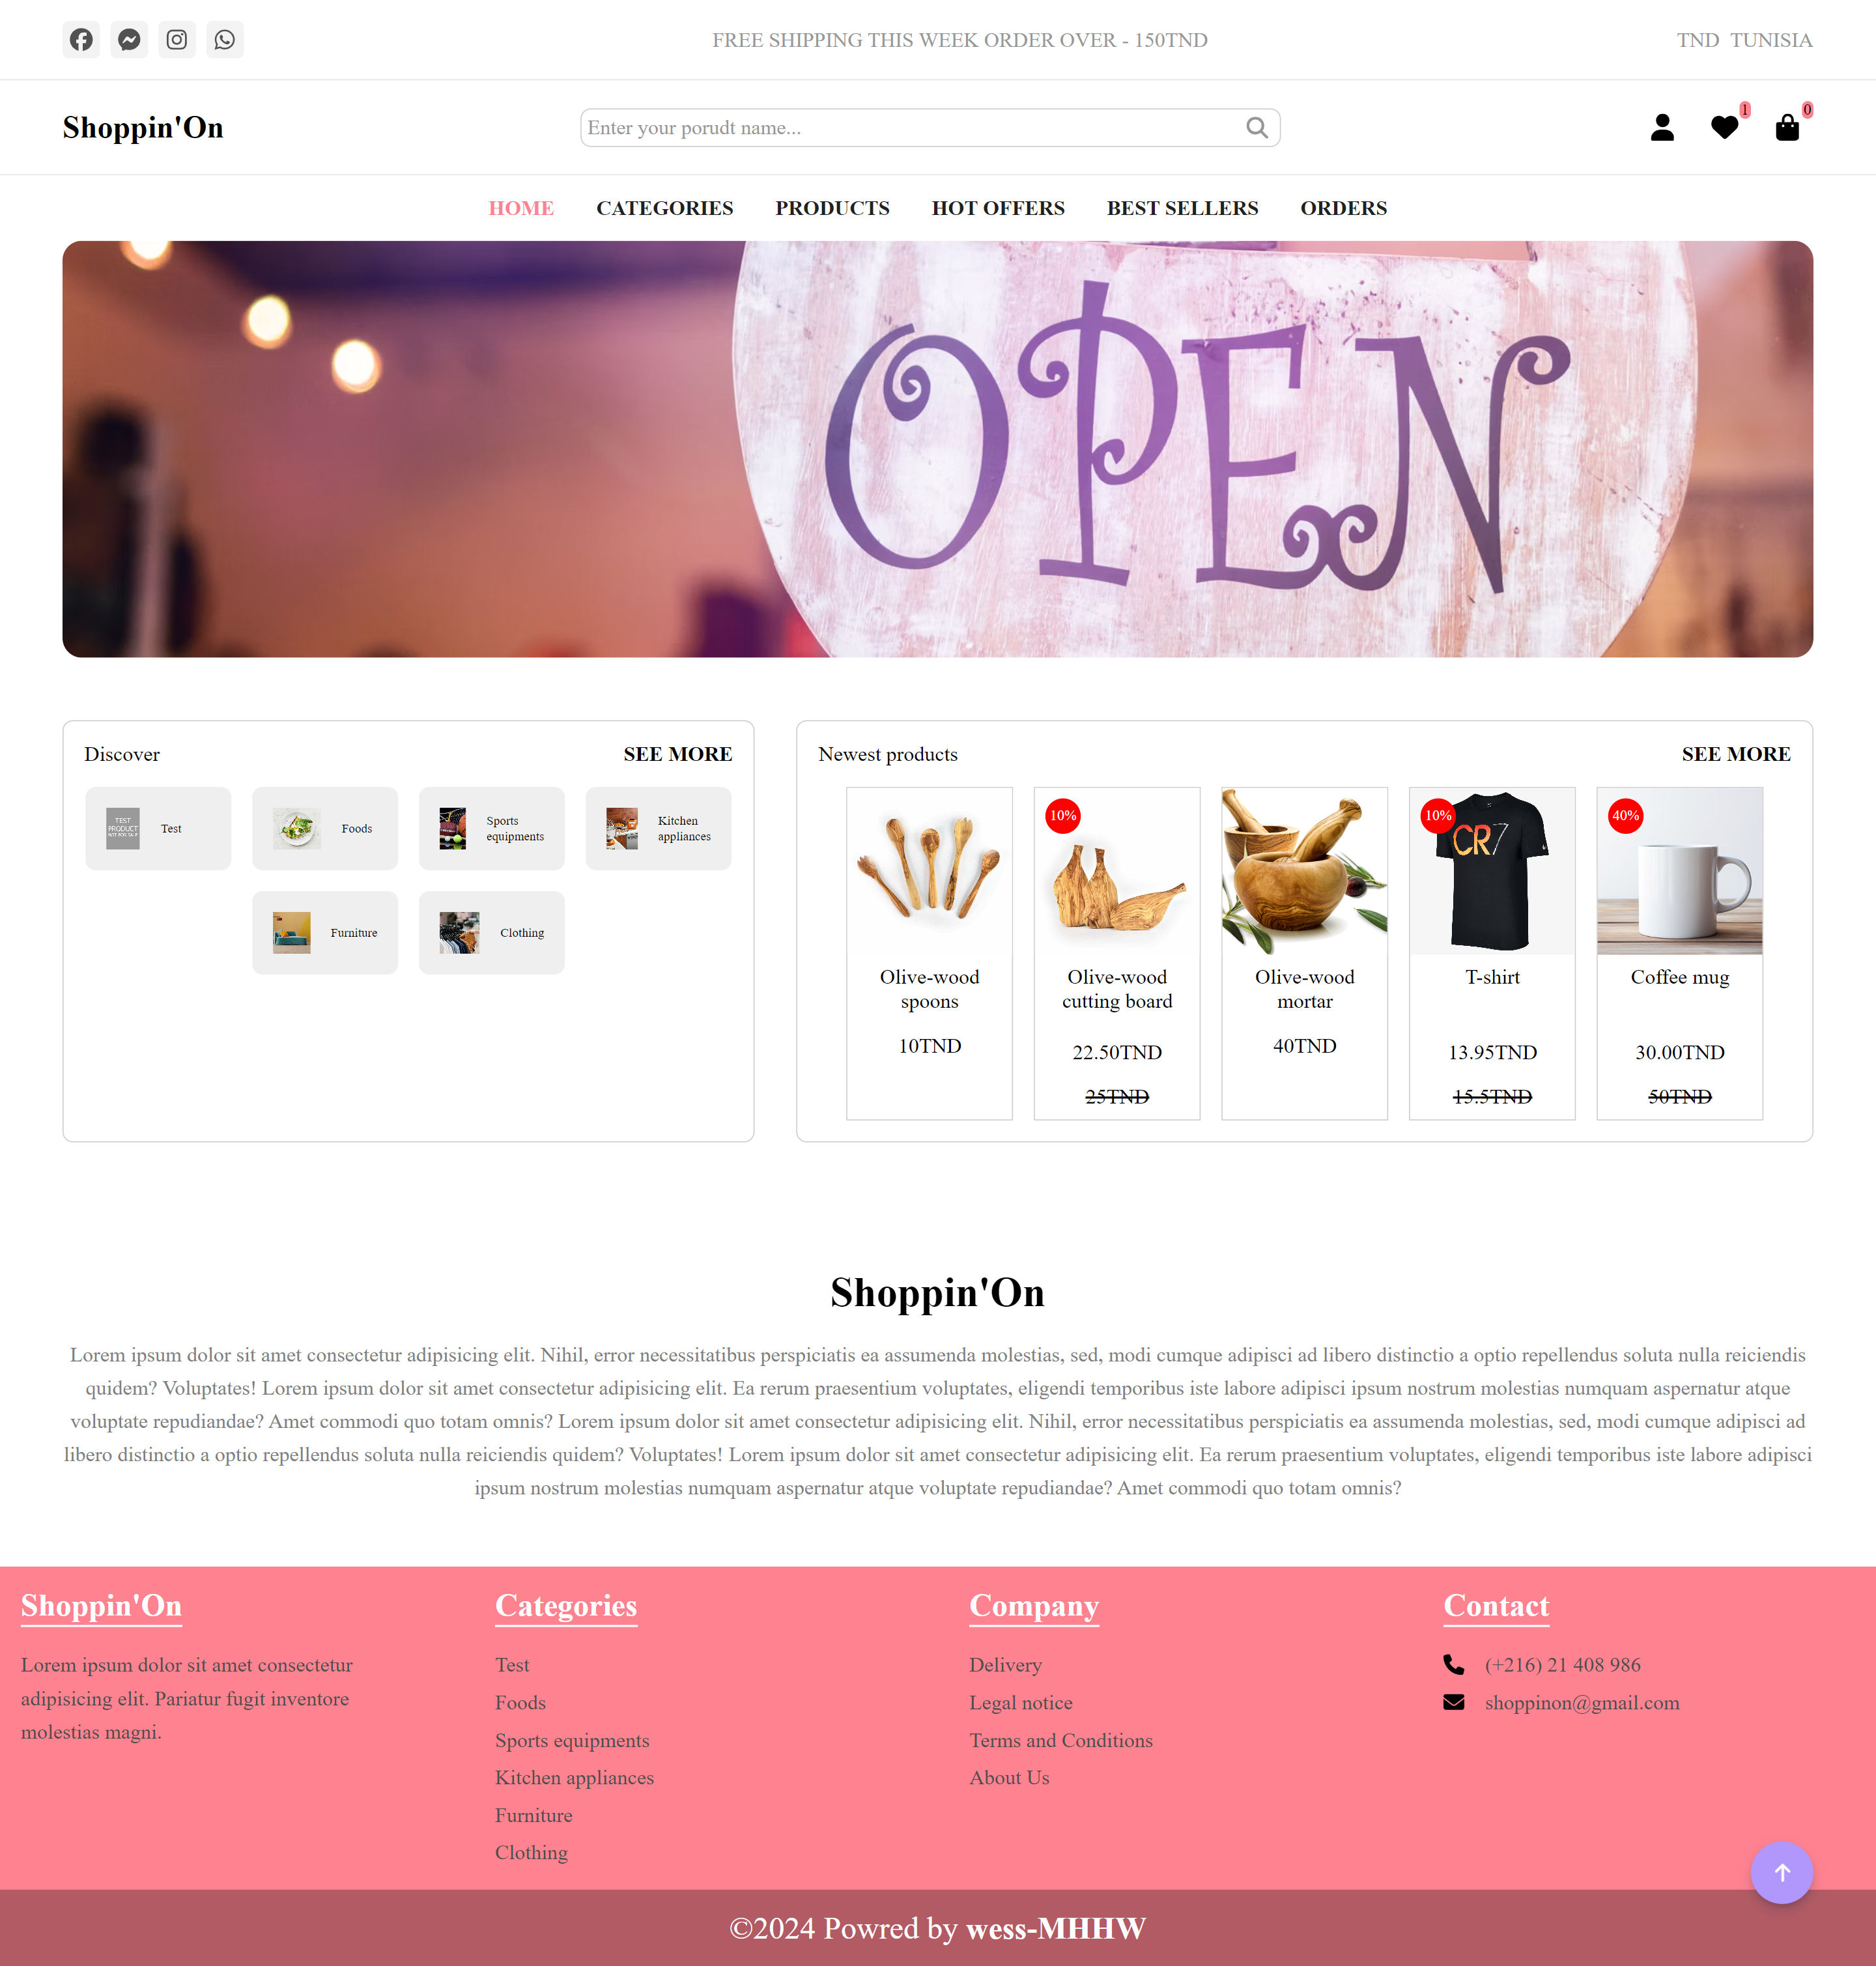 FREE SHIPPING THIS WEEK ORDER OVER - 150TND
TND TUNISIA
Shoppin'On
Enter your porudt name...
1
0
HOME
CATEGORIES
PRODUCTS
HOT OFFERS
BEST SELLERS
ORDERS
OPEN
Discover
SEE MORE
TEST
PRODUCT
NOT FOR SALE
Test
Foods
Sports
equipments
Kitchen
appliances
Furniture
Clothing
Newest products
SEE MORE
Olive-wood
spoons
10TND
10%
Olive-wood
cutting board
22.50TND
25TND
Olive-wood
mortar
40TND
10%
CR7
T-shirt
13.95TND
15.5TND
40%
Coffee mug
30.00TND
50TND
Shoppin'On
Lorem ipsum dolor sit amet consectetur adipisicing elit. Nihil, error necessitatibus perspiciatis ea assumenda molestias, sed, modi cumque adipisci ad libero distinctio a optio repellendus soluta nulla reiciendis
quidem? Voluptates! Lorem ipsum dolor sit amet consectetur adipisicing elit. Ea rerum praesentium voluptates, eligendi temporibus iste labore adipisci ipsum nostrum molestias numquam aspernatur atque
voluptate repudiandae? Amet commodi quo totam omnis? Lorem ipsum dolor sit amet consectetur adipisicing elit. Nihil, error necessitatibus perspiciatis ea assumenda molestias, sed, modi cumque adipisci ad
libero distinctio a optio repellendus soluta nulla reiciendis quidem? Voluptates! Lorem ipsum dolor sit amet consectetur adipisicing elit. Ea rerum praesentium voluptates, eligendi temporibus iste labore adipisci
ipsum nostrum molestias numquam aspernatur atque voluptate repudiandae? Amet commodi quo totam omnis?
Shoppin'On
Lorem ipsum dolor sit amet consectetur
adipisicing elit. Pariatur fugit inventore
molestias magni.
Categories
Test
Foods
Sports equipments
Kitchen appliances
Furniture
Clothing
Company
Delivery
Legal notice
Terms and Conditions
About Us
Contact
(+216) 21 408 986
shoppinon@gmail.com
©2024 Powred by wess-MHHW